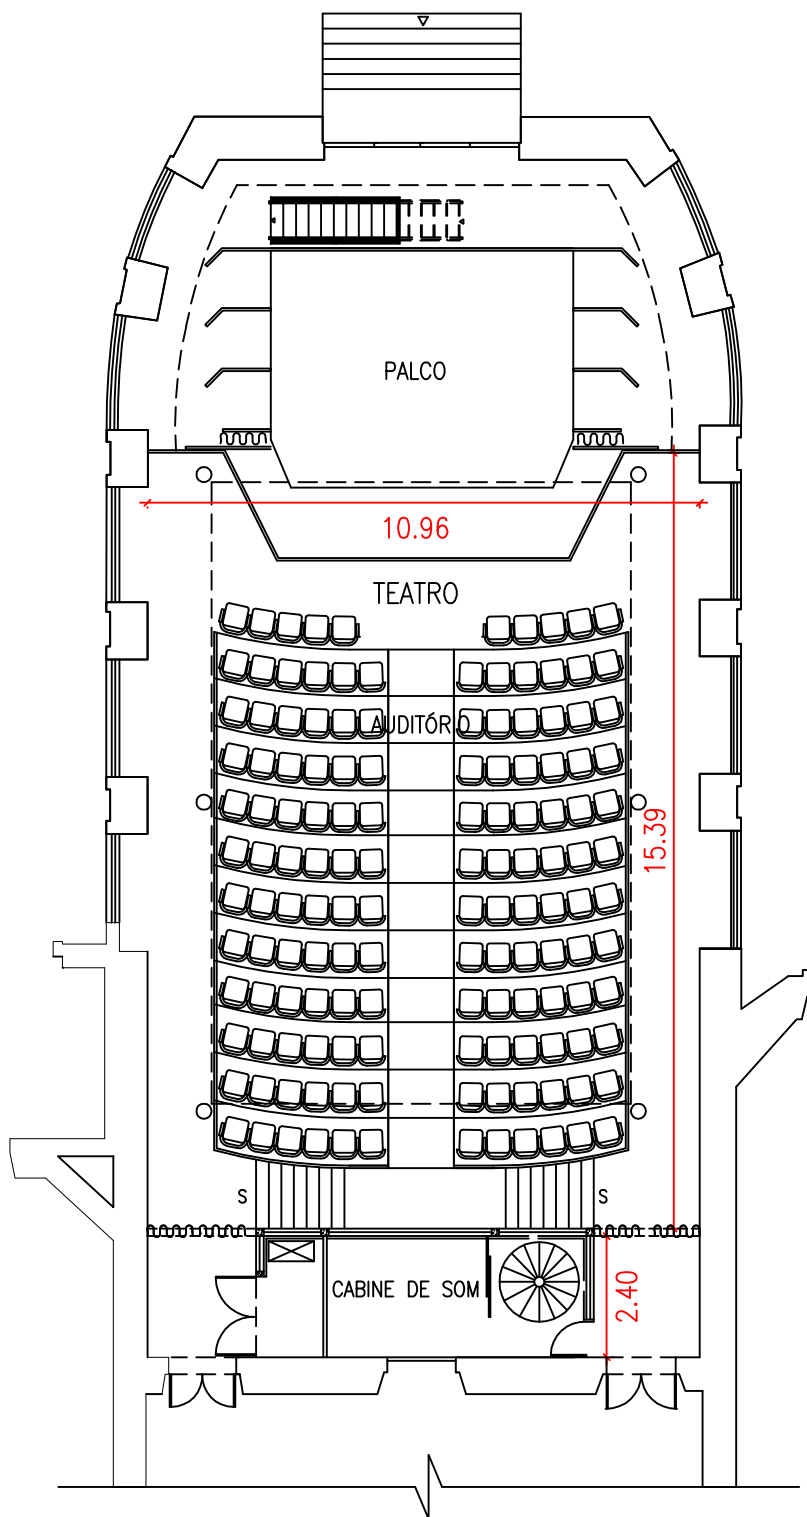 PALCO
10.96
TEATRO
AUDITÓRIO
15.39
S
S
CABINE DE SOM
2.40